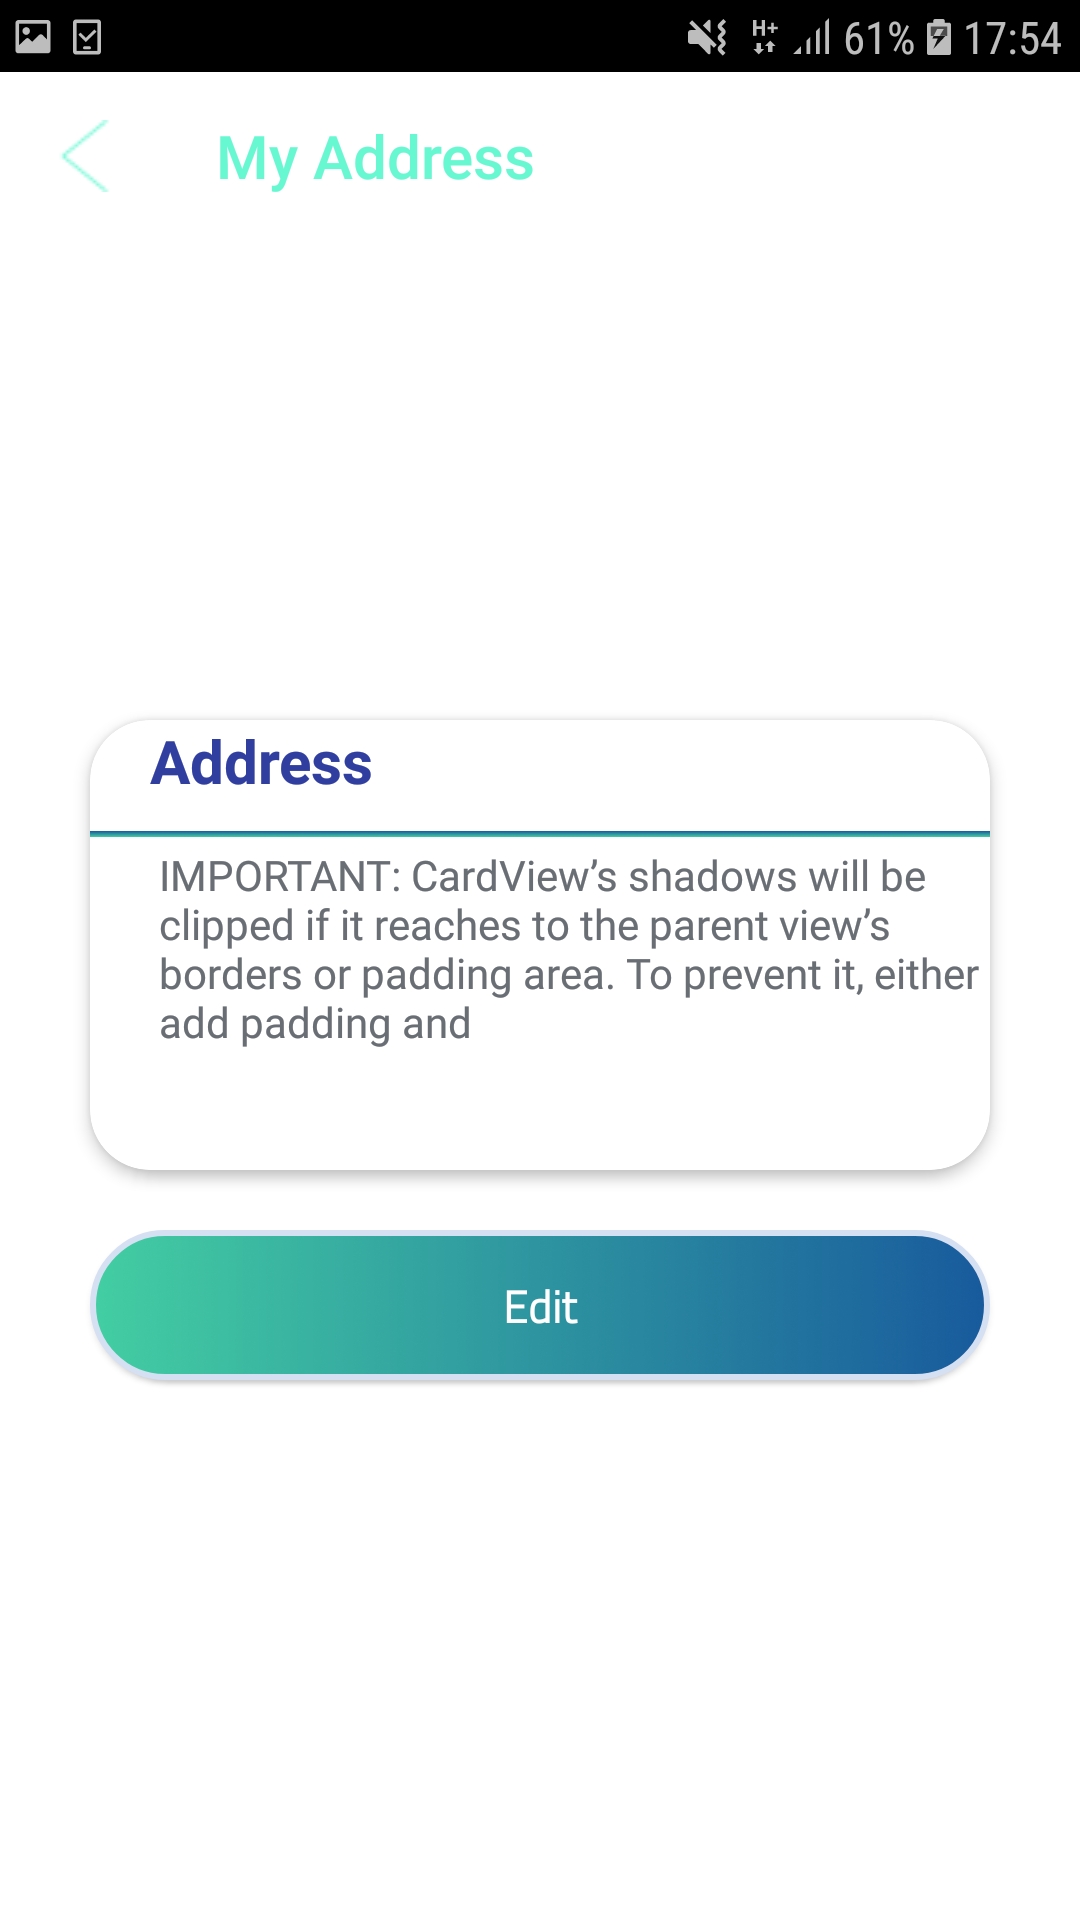 H+ 61% 17:54
My Address
Address
IMPORTANT: CardView’s shadows will be
clipped if it reaches to the parent view’s
borders or padding area. To prevent it, either
add padding and
Edit